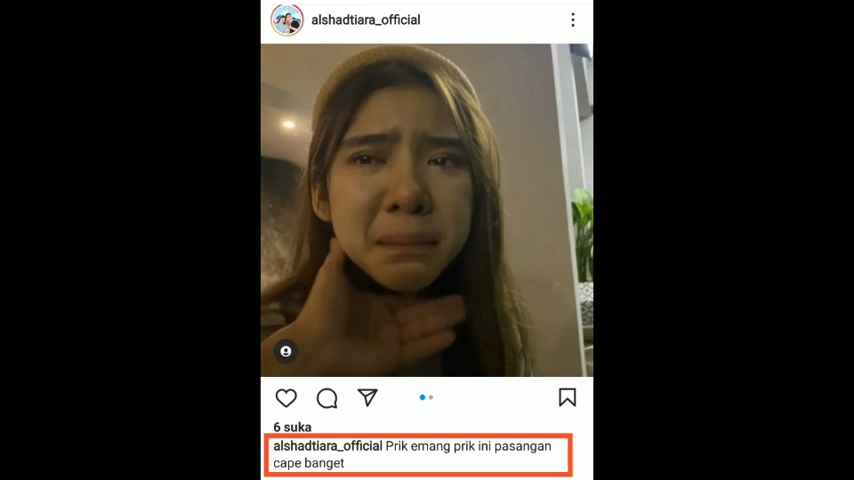 alshadtiara_official
6 suka
alshadtiara_official Prik emang prik ini pasangan
cape banget